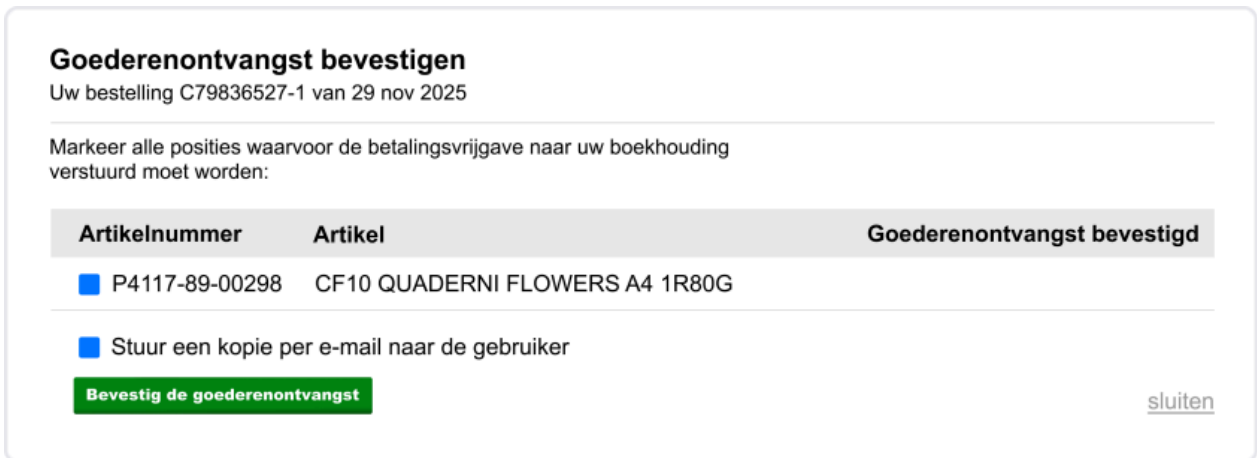 Goederenontvangst bevestigen
Uw bestelling C79836527-1 van 29 nov 2025
Markeer alle posities waarvoor de betalingsvrijgave naar uw boekhouding
verstuurd moet worden:
Artikelnummer Artikel Goederenontvangst bevestigd
P4117-89-00298 CF10 QUADERNI FLOWERS A4 1R80G
Stuur een kopie per e-mail naar de gebruiker
Bevestig de goederenontvangst
sluiten